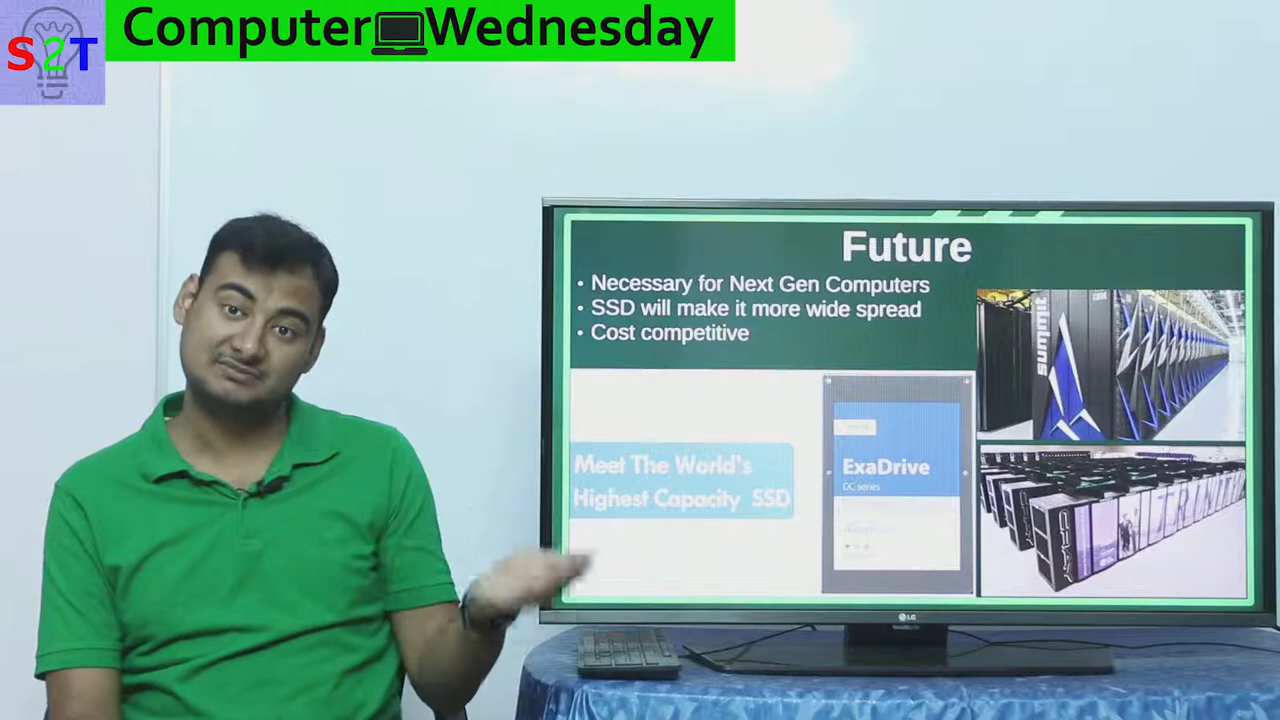 S2T
Computer Wednesday
Future
• Necessary for Next Gen Computers
• SSD will make it more wide spread
• Cost competitive
Meet The World's
Highest Capacity SSD
ExaDrive
DC series
IBM
SUMMIT
CRAY
TRINITY
LG